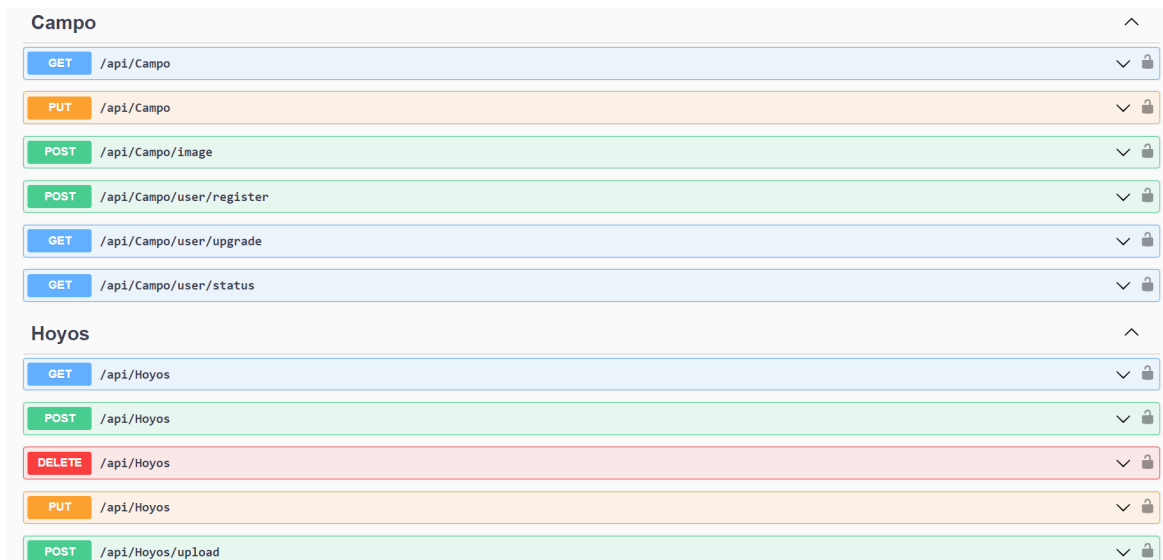 Campo
GET /api/Campo
PUT /api/Campo
POST /api/Campo/image
POST /api/Campo/user/register
GET /api/Campo/user/upgrade
GET /api/Campo/user/status
Hoyos
GET /api/Hoyos
POST /api/Hoyos
DELETE /api/Hoyos
PUT /api/Hoyos
POST /api/Hoyos/upload